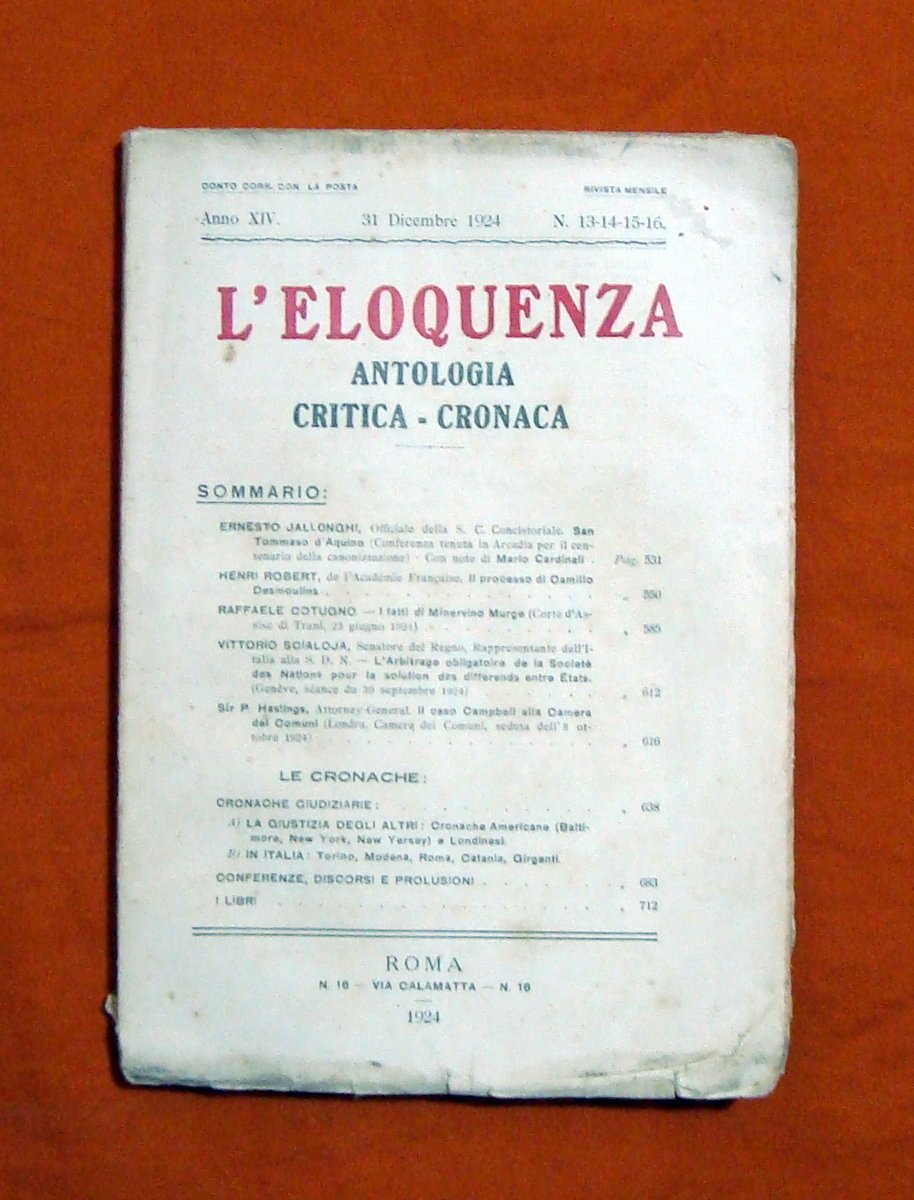 CONTO CORR. CON LA POSTA RIVISTA MENSILE
Anno XIV. 31 Dicembre 1924 N. 13-14-15-16.
L'ELOQUENZA
ANTOLOGIA
CRITICA - CRONACA
SOMMARIO:
ERNESTO JALLONGHI, Officiale della S. C. Concistoriale. San
Tommaso d'Aquino (Conferenza tenuta in Arcadia per il cen-
tenario della canonizzazione) - Con note di Mario Cardinali . Pag. 531
HENRI ROBERT, de l'Academie Française. Il processo di Camillo
Desmoulins . . . . . . . . . „ 550
RAFFAELE COTUGNO. — I fatti di Minervino Murge (Corte d'As-
sise di Trani, 23 giugno 1924) . . . . . . „ 585
VITTORIO SCIALOJA, Senatore del Regno, Rappresentante dell'I-
talia alla S. D. N. — L'Arbitrage obligatoire de la Société
des Nations pour la solution des differends entre Etats.
(Genève, séance du 30 septembre 1924) . . . . „ 612
Sir P. Hastings, Attorney-General. Il caso Campbell alla Camera
dei Comuni (Londra, Camera dei Comuni, seduta dell' 8 ot-
tobre 1924) . . . . . . . . . „ 616
LE CRONACHE:
CRONACHE GIUDIZIARIE: . . . . . . . „ 638
A) LA GIUSTIZIA DEGLI ALTRI: Cronache Americane (Balti-
more, New York, New Yersey) e Londinesi.
B) IN ITALIA: Torino, Modena, Roma, Catania, Girgenti.
CONFERENZE, DISCORSI E PROLUSIONI . . . . . „ 683
I LIBRI . . . . . . . . . . . „ 712
ROMA
N. 16 — VIA CALAMATTA — N. 16
1924